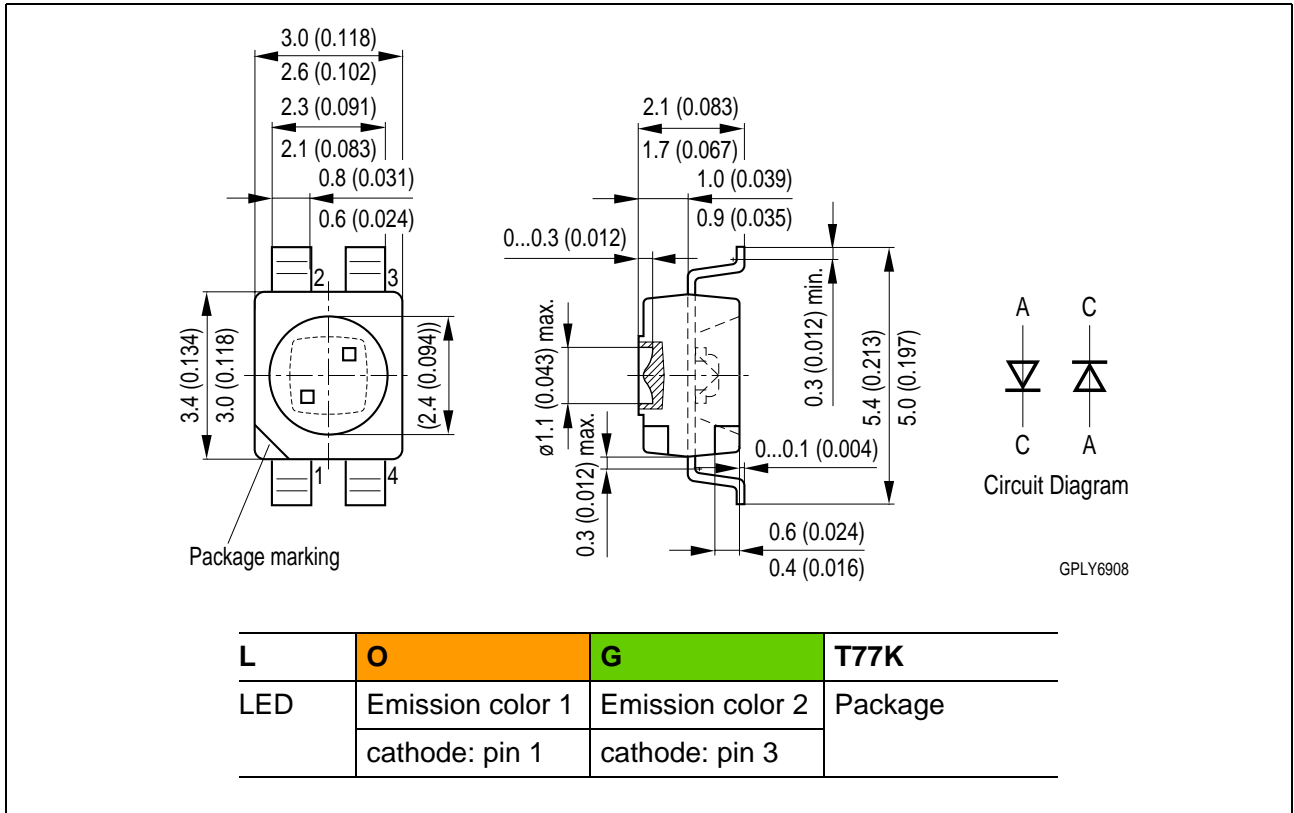 3.0 (0.118)
2.6 (0.102)
2.3 (0.091)
2.1 (0.083)
0.8 (0.031)
0.6 (0.024)
2
3
3.4 (0.134)
3.0 (0.118)
(2.4 (0.094))
1
4
Package marking
2.1 (0.083)
1.7 (0.067)
1.0 (0.039)
0.9 (0.035)
0...0.3 (0.012)
ø1.1 (0.043) max.
0.3 (0.012) max.
0.3 (0.012) min.
5.4 (0.213)
5.0 (0.197)
0...0.1 (0.004)
0.6 (0.024)
0.4 (0.016)
A C
C A
Circuit Diagram
GPLY6908
L O G T77K
LED Emission color 1 Emission color 2 Package
cathode: pin 1 cathode: pin 3